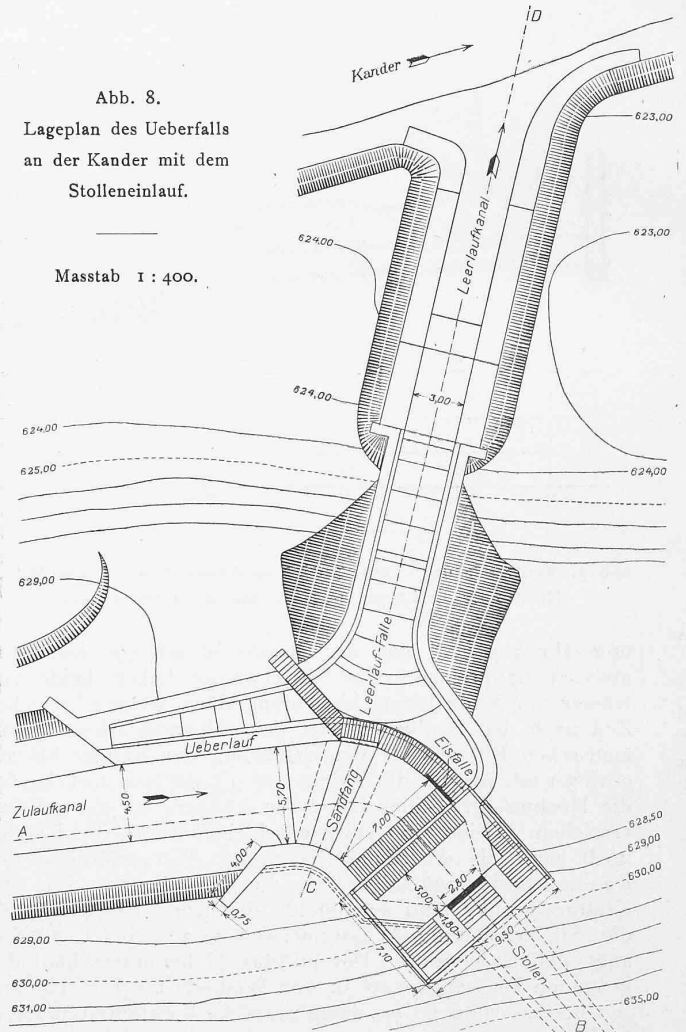 Abb. 8.
Lageplan des Ueberfalls
an der Kander mit dem
Stolleneinlauf.
Masstab 1 : 400.
D
Kander
623,00
624,00
Leerlaufkanal
623,00
624,00
3,00
624,00
625,00
624,00
629,00
Leerlauf-Falle
Ueberlauf
Eisfalle
Zulaufkanal
A
4,50
5,70
Sandfang
7,00
628,50
629,00
630,00
4,00
C
0,75
2,80
3,00
1,80
9,50
7,10
Stollen
629,00
630,00
631,00
635,00
B